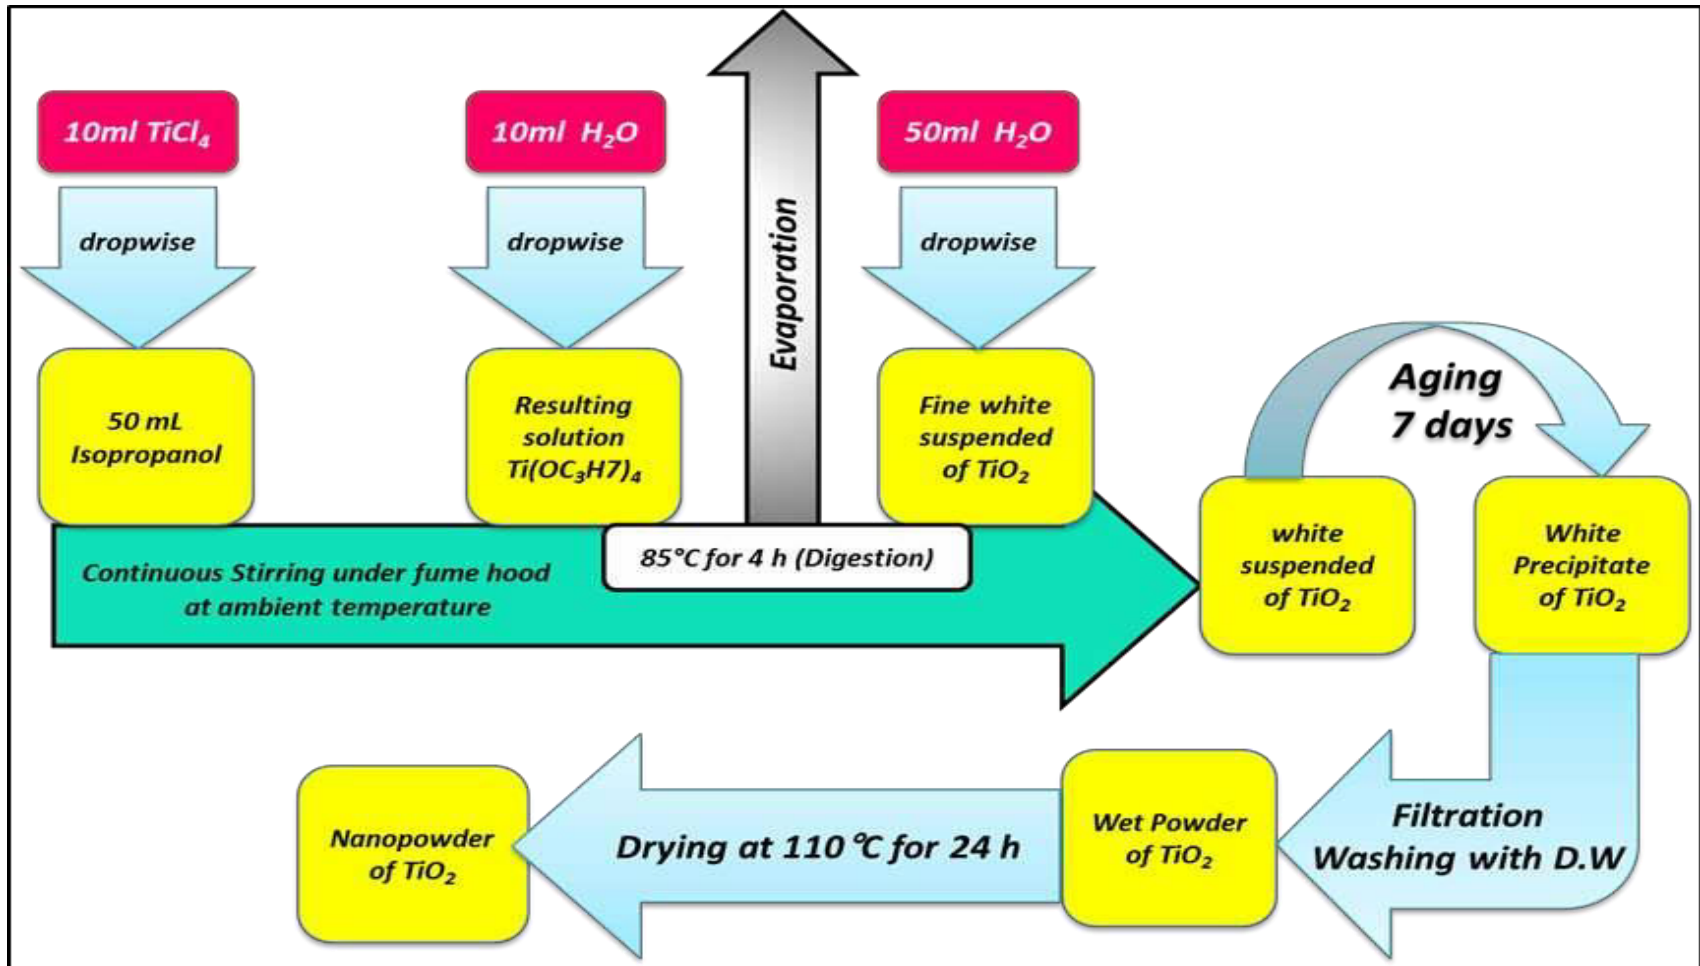 10ml TiCl₄
10ml H₂O
50ml H₂O
dropwise
dropwise
dropwise
Evaporation
50 mL
Isopropanol
Resulting
solution
Ti(OC₃H7)₄
Fine white
suspended
of TiO₂
Aging
7 days
85°C for 4 h (Digestion)
Continuous Stirring under fume hood
at ambient temperature
white
suspended
of TiO₂
White
Precipitate
of TiO₂
Filtration
Washing with D.W
Wet Powder
of TiO₂
Drying at 110 °C for 24 h
Nanopowder
of TiO₂